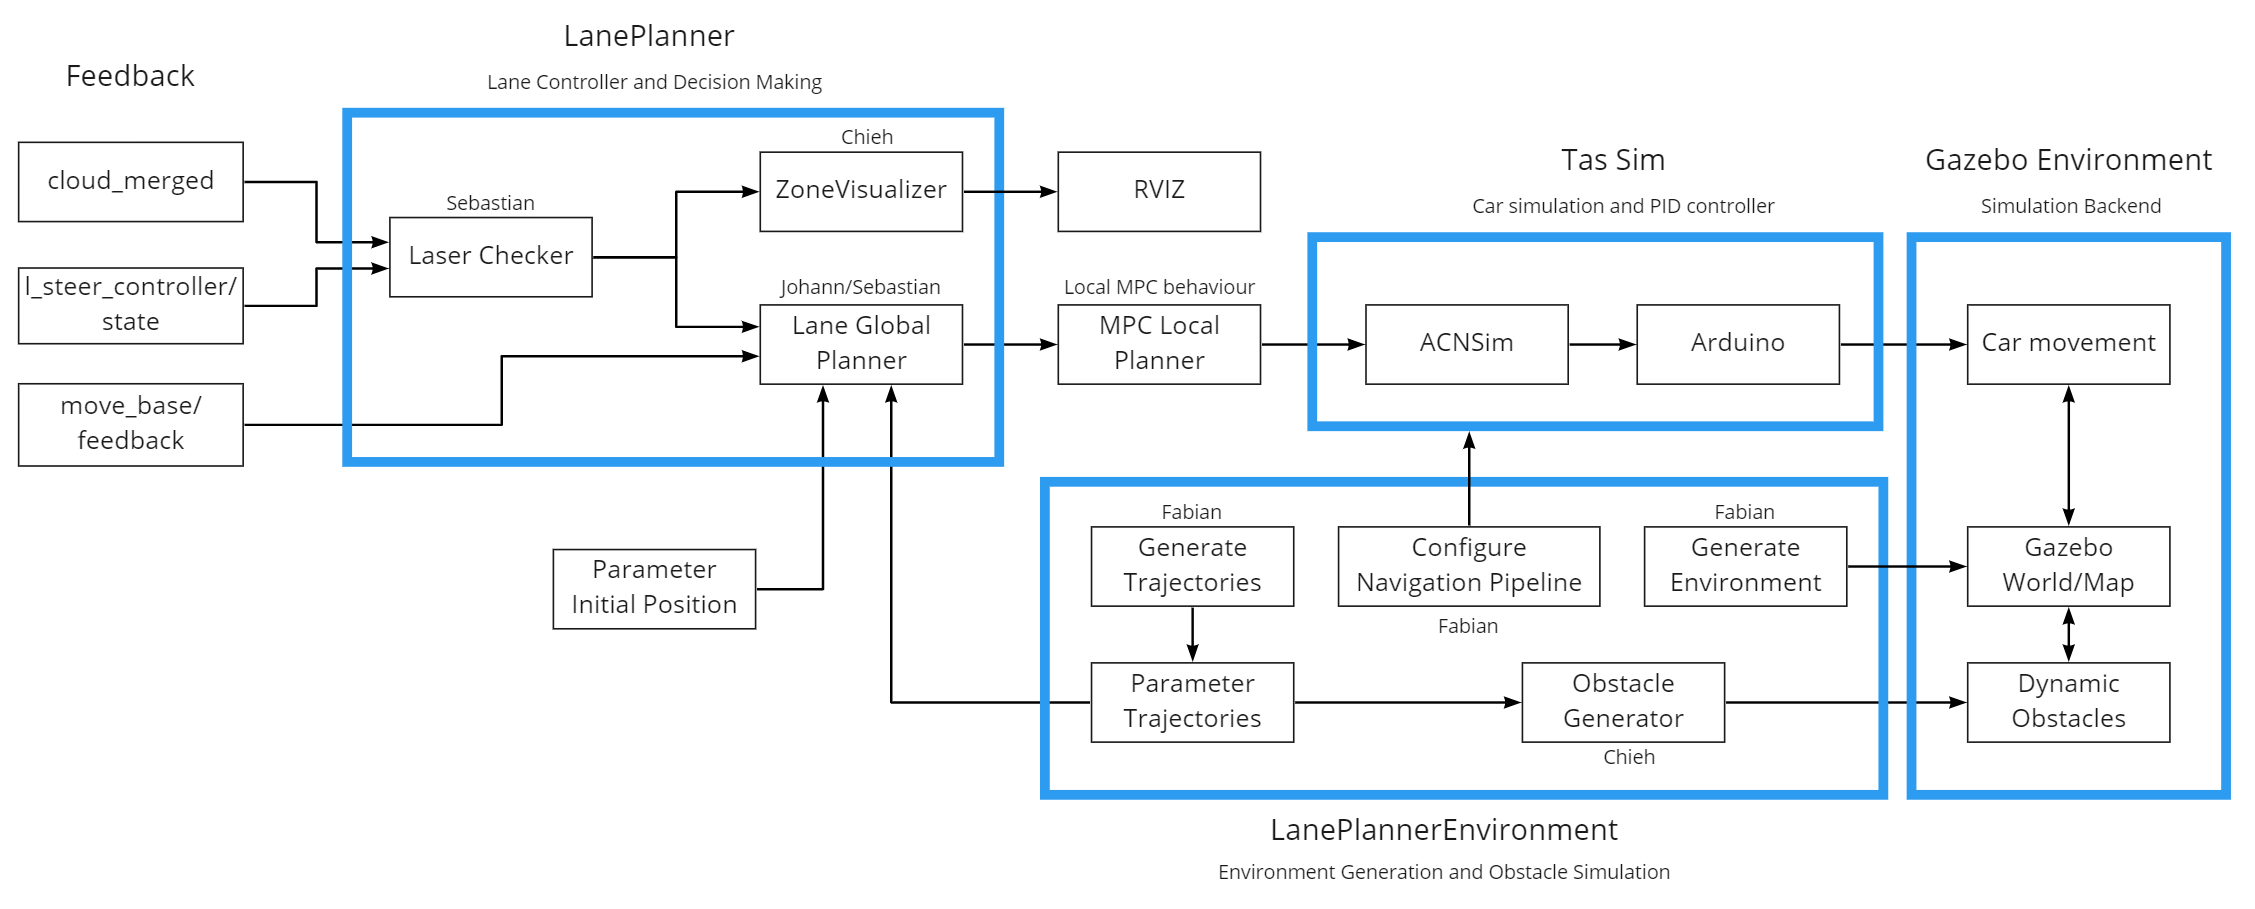 LanePlanner
Feedback
Lane Controller and Decision Making
Chieh
cloud_merged
ZoneVisualizer
RVIZ
Tas Sim
Gazebo Environment
Sebastian
Car simulation and PID controller
Simulation Backend
Laser Checker
l_steer_controller/
state
Johann/Sebastian
Local MPC behaviour
Lane Global
Planner
MPC Local
Planner
ACNSim
Arduino
Car movement
move_base/
feedback
Fabian
Fabian
Generate
Trajectories
Configure
Navigation Pipeline
Generate
Environment
Gazebo
World/Map
Parameter
Initial Position
Fabian
Parameter
Trajectories
Obstacle
Generator
Dynamic
Obstacles
Chieh
LanePlannerEnvironment
Environment Generation and Obstacle Simulation